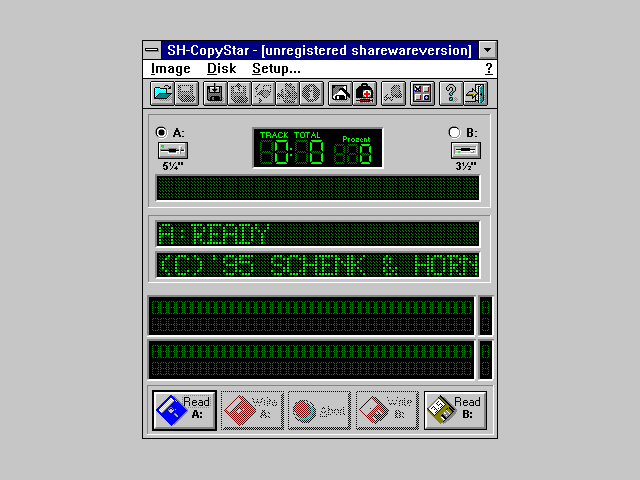 SH-CopyStar - [unregistered sharewareversion]
Image Disk Setup... ?
A: B:
TRACK TOTAL Prozent
0: 0 0
5¼" 3½"
A:READY
(C)'95 SCHENK & HORN
Read A: Write A: Abort Write B: Read B: